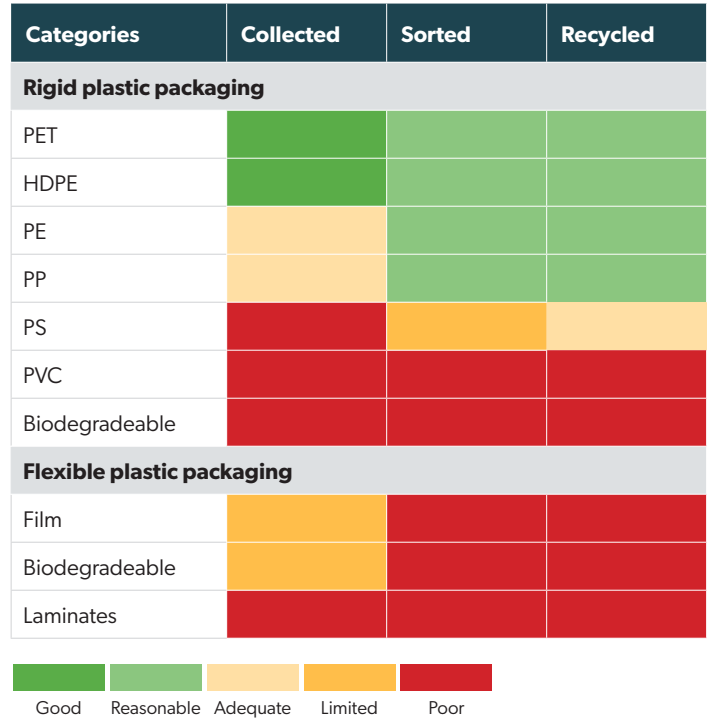 Categories Collected Sorted Recycled
Rigid plastic packaging
PET
HDPE
PE
PP
PS
PVC
Biodegradeable
Flexible plastic packaging
Film
Biodegradeable
Laminates
Good Reasonable Adequate Limited Poor